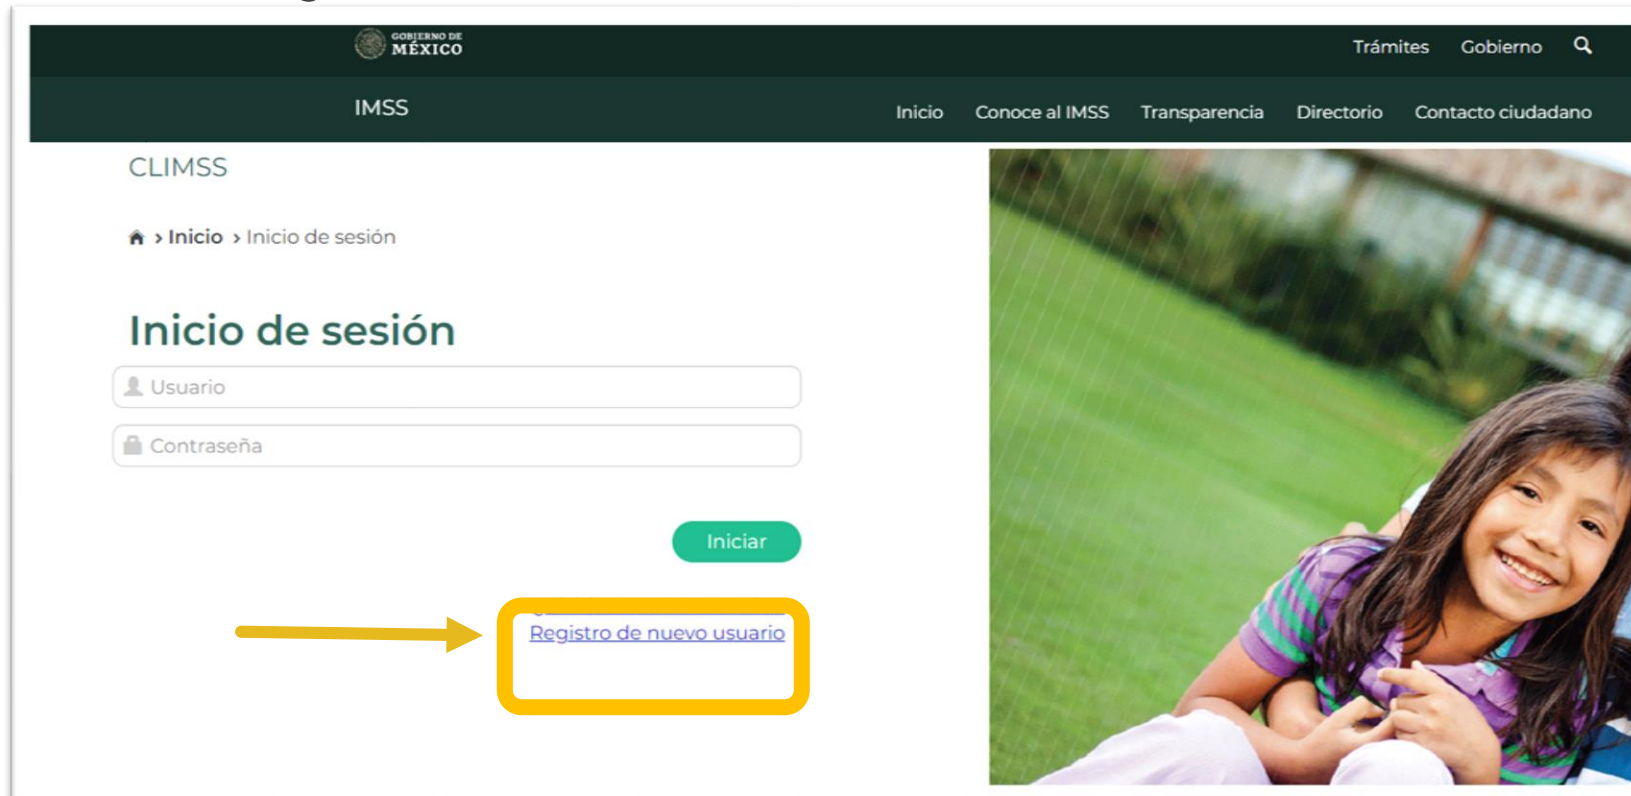 GOBIERNO DE
MÉXICO
Trámites Gobierno
IMSS
Inicio Conoce al IMSS Transparencia Directorio Contacto ciudadano
CLIMSS
> Inicio > Inicio de sesión
Inicio de sesión
Usuario
Contraseña
Iniciar
Registro de nuevo usuario